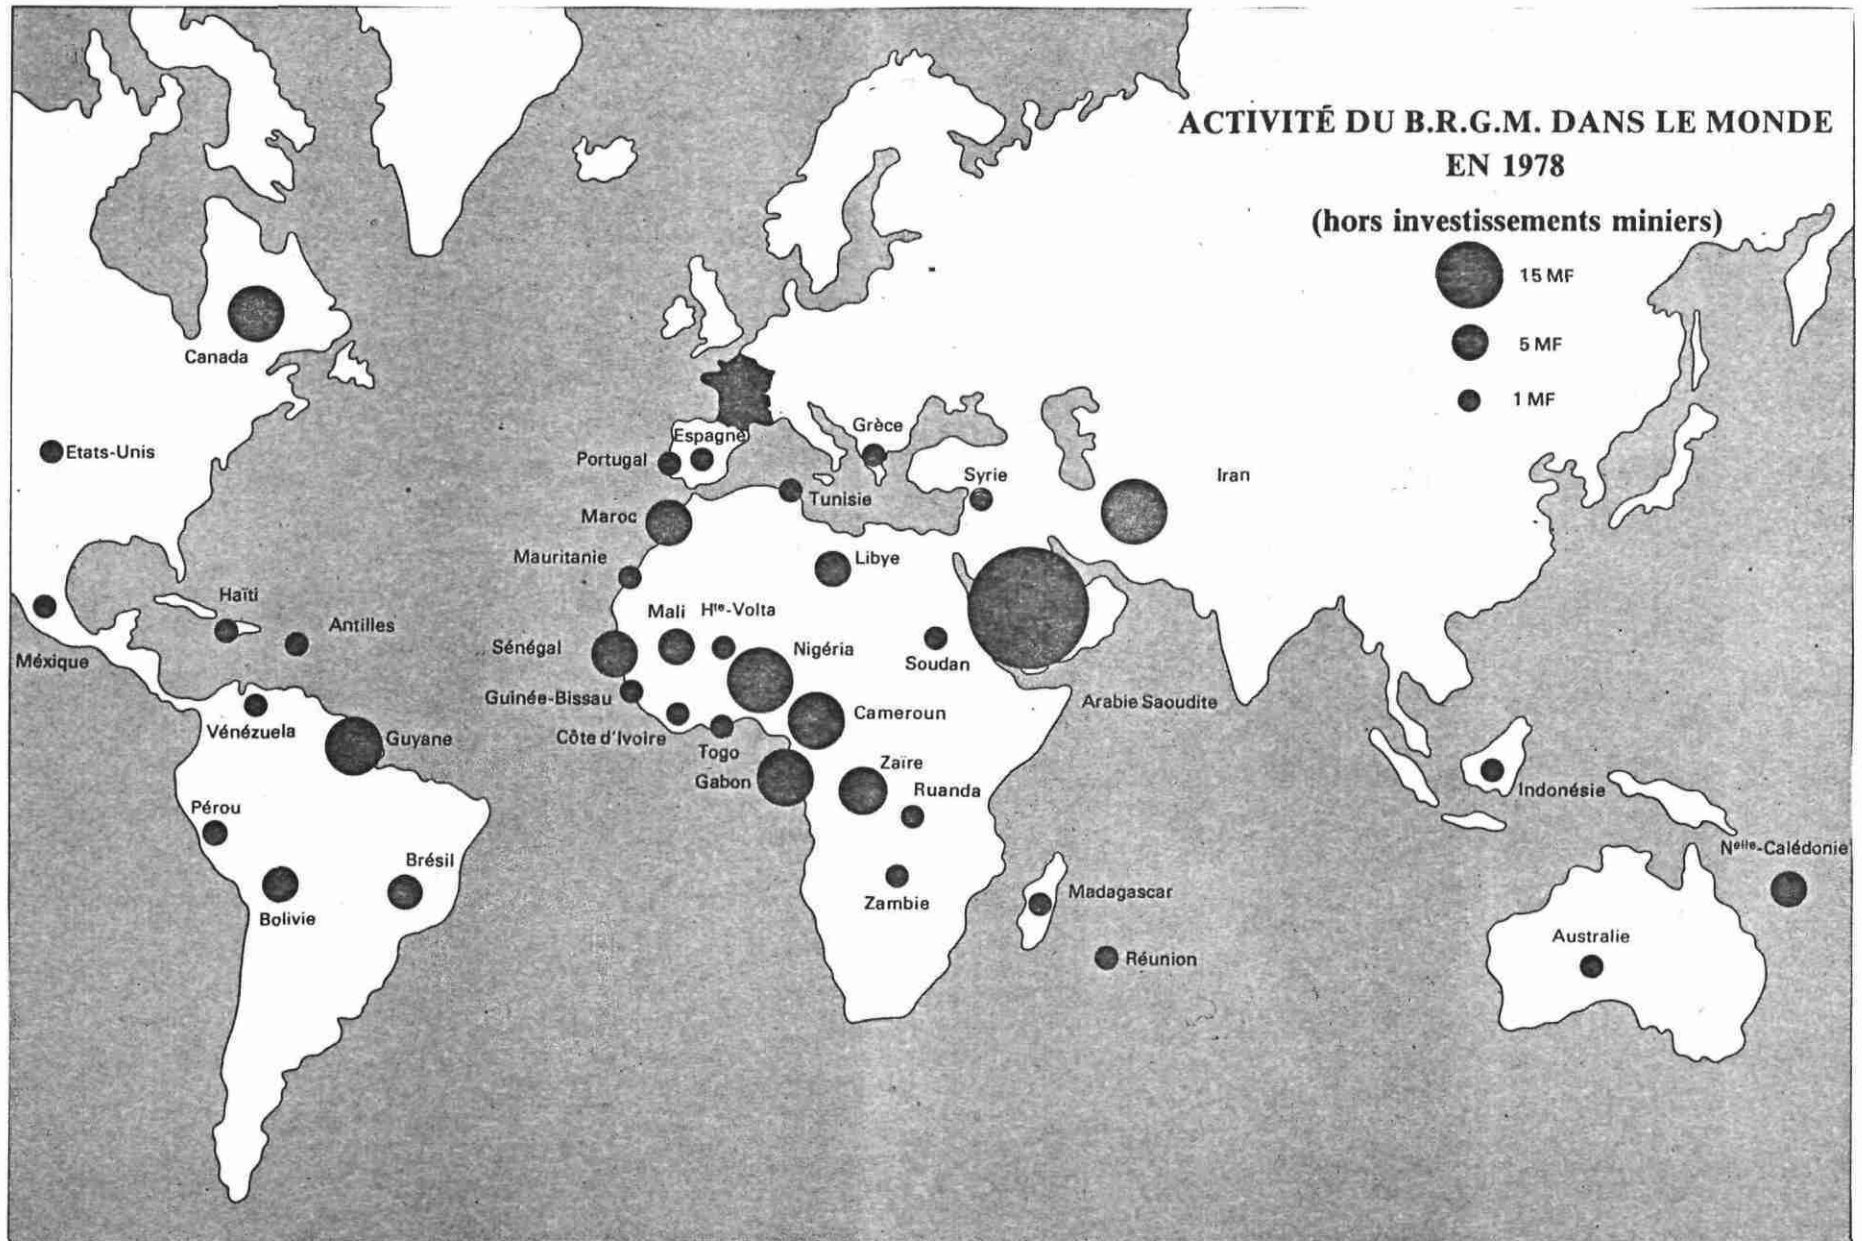 ACTIVITÉ DU B.R.G.M. DANS LE MONDE
EN 1978
(hors investissements miniers)
15 MF
5 MF
1 MF
Canada
Etats-Unis
Méxique
Haïti
Antilles
Vénézuela
Guyane
Pérou
Bolivie
Brésil
Espagne
Portugal
Grèce
Syrie
Iran
Tunisie
Maroc
Mauritanie
Libye
Mali
Hte-Volta
Sénégal
Nigéria
Soudan
Guinée-Bissau
Arabie Saoudite
Cameroun
Côte d'Ivoire
Togo
Gabon
Zaïre
Ruanda
Zambie
Madagascar
Réunion
Indonésie
Nelle-Calédonie
Australie